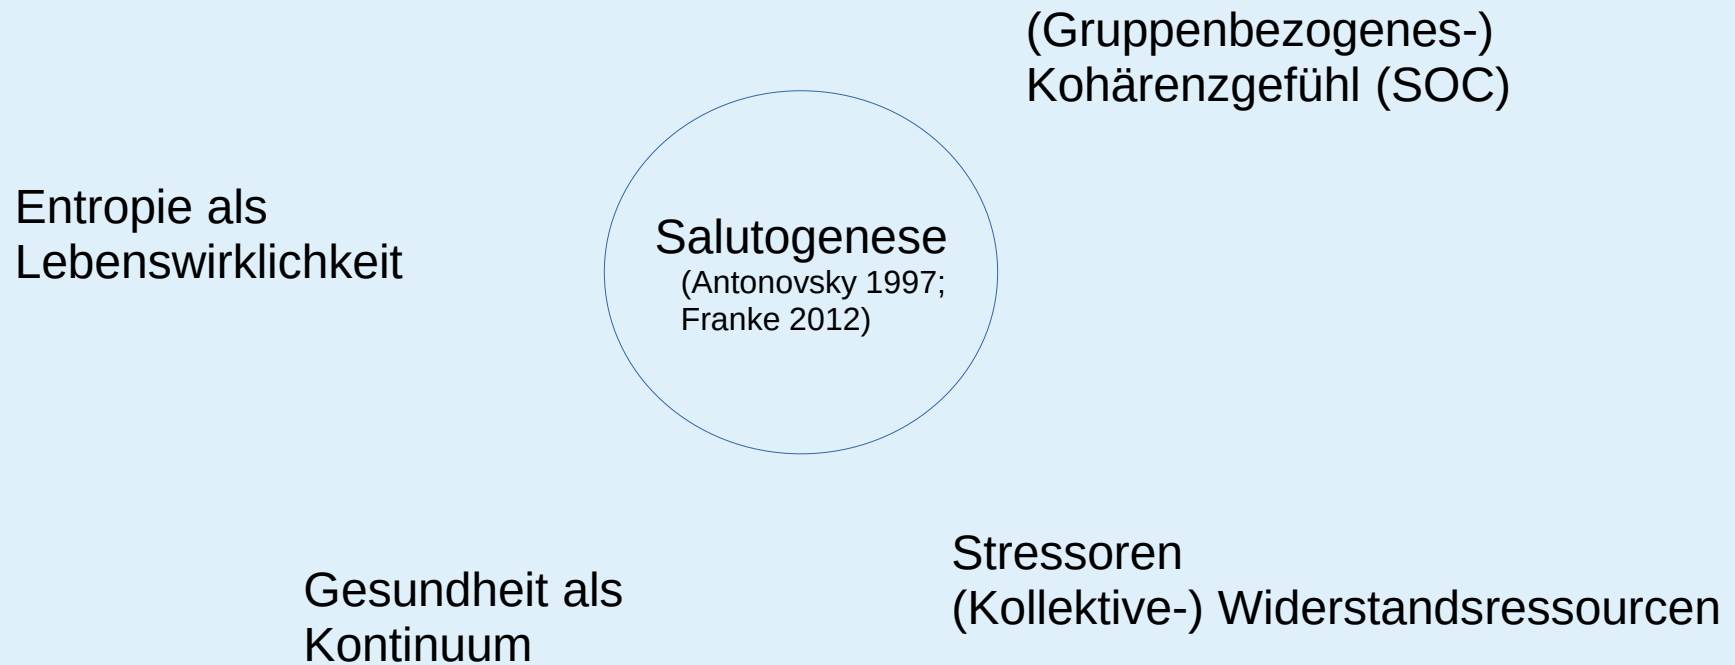 (Gruppenbezogenes-)
Kohärenzgefühl (SOC)
Entropie als
Lebenswirklichkeit
Salutogenese
(Antonovsky 1997;
Franke 2012)
Stressoren
(Kollektive-) Widerstandsressourcen
Gesundheit als
Kontinuum